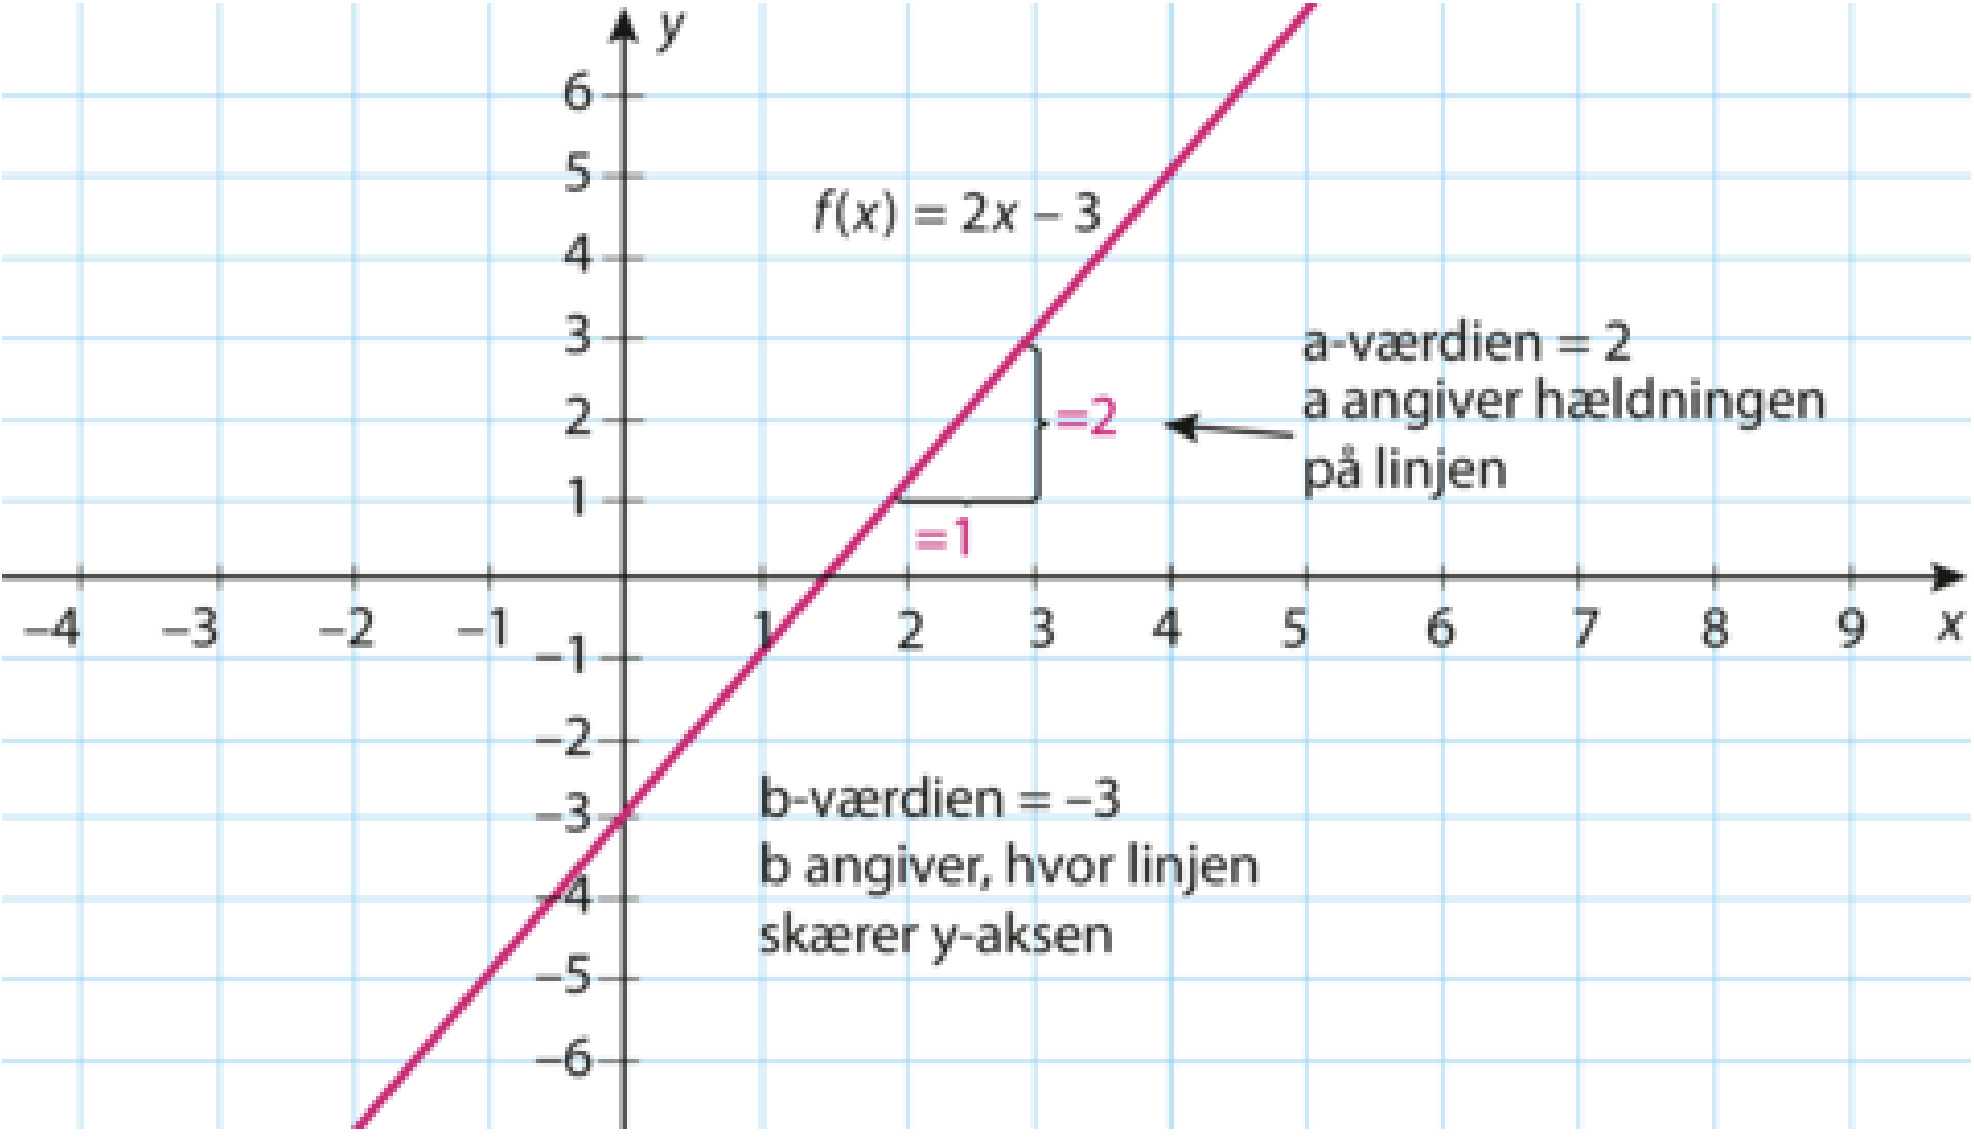 y
6
5
f(x) = 2x – 3
4
3
a-værdien = 2
a angiver hældningen
på linjen
2
=2
1
=1
–4 –3 –2 –1 1 2 3 4 5 6 7 8 9 x
–1
–2
–3
b-værdien = –3
b angiver, hvor linjen
skærer y-aksen
–4
–5
–6